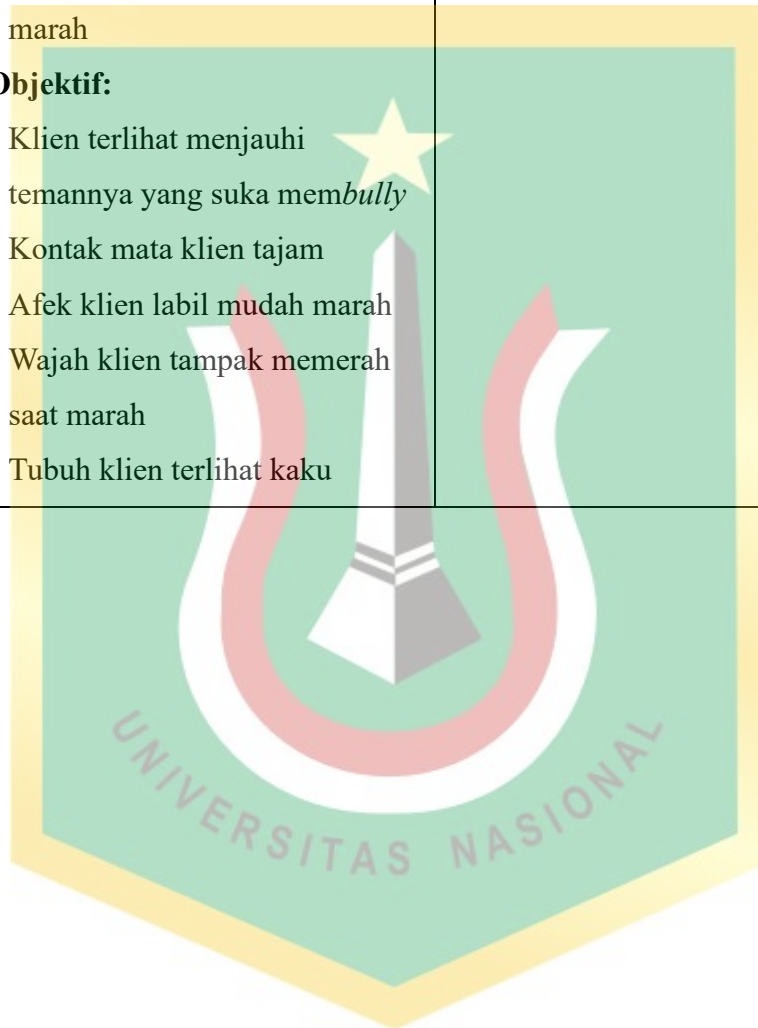 marah
Objektif:
Klien terlihat menjauhi
temannya yang suka membully
Kontak mata klien tajam
Afek klien labil mudah marah
Wajah klien tampak memerah
saat marah
Tubuh klien terlihat kaku
UNIVERSITAS NASIONAL